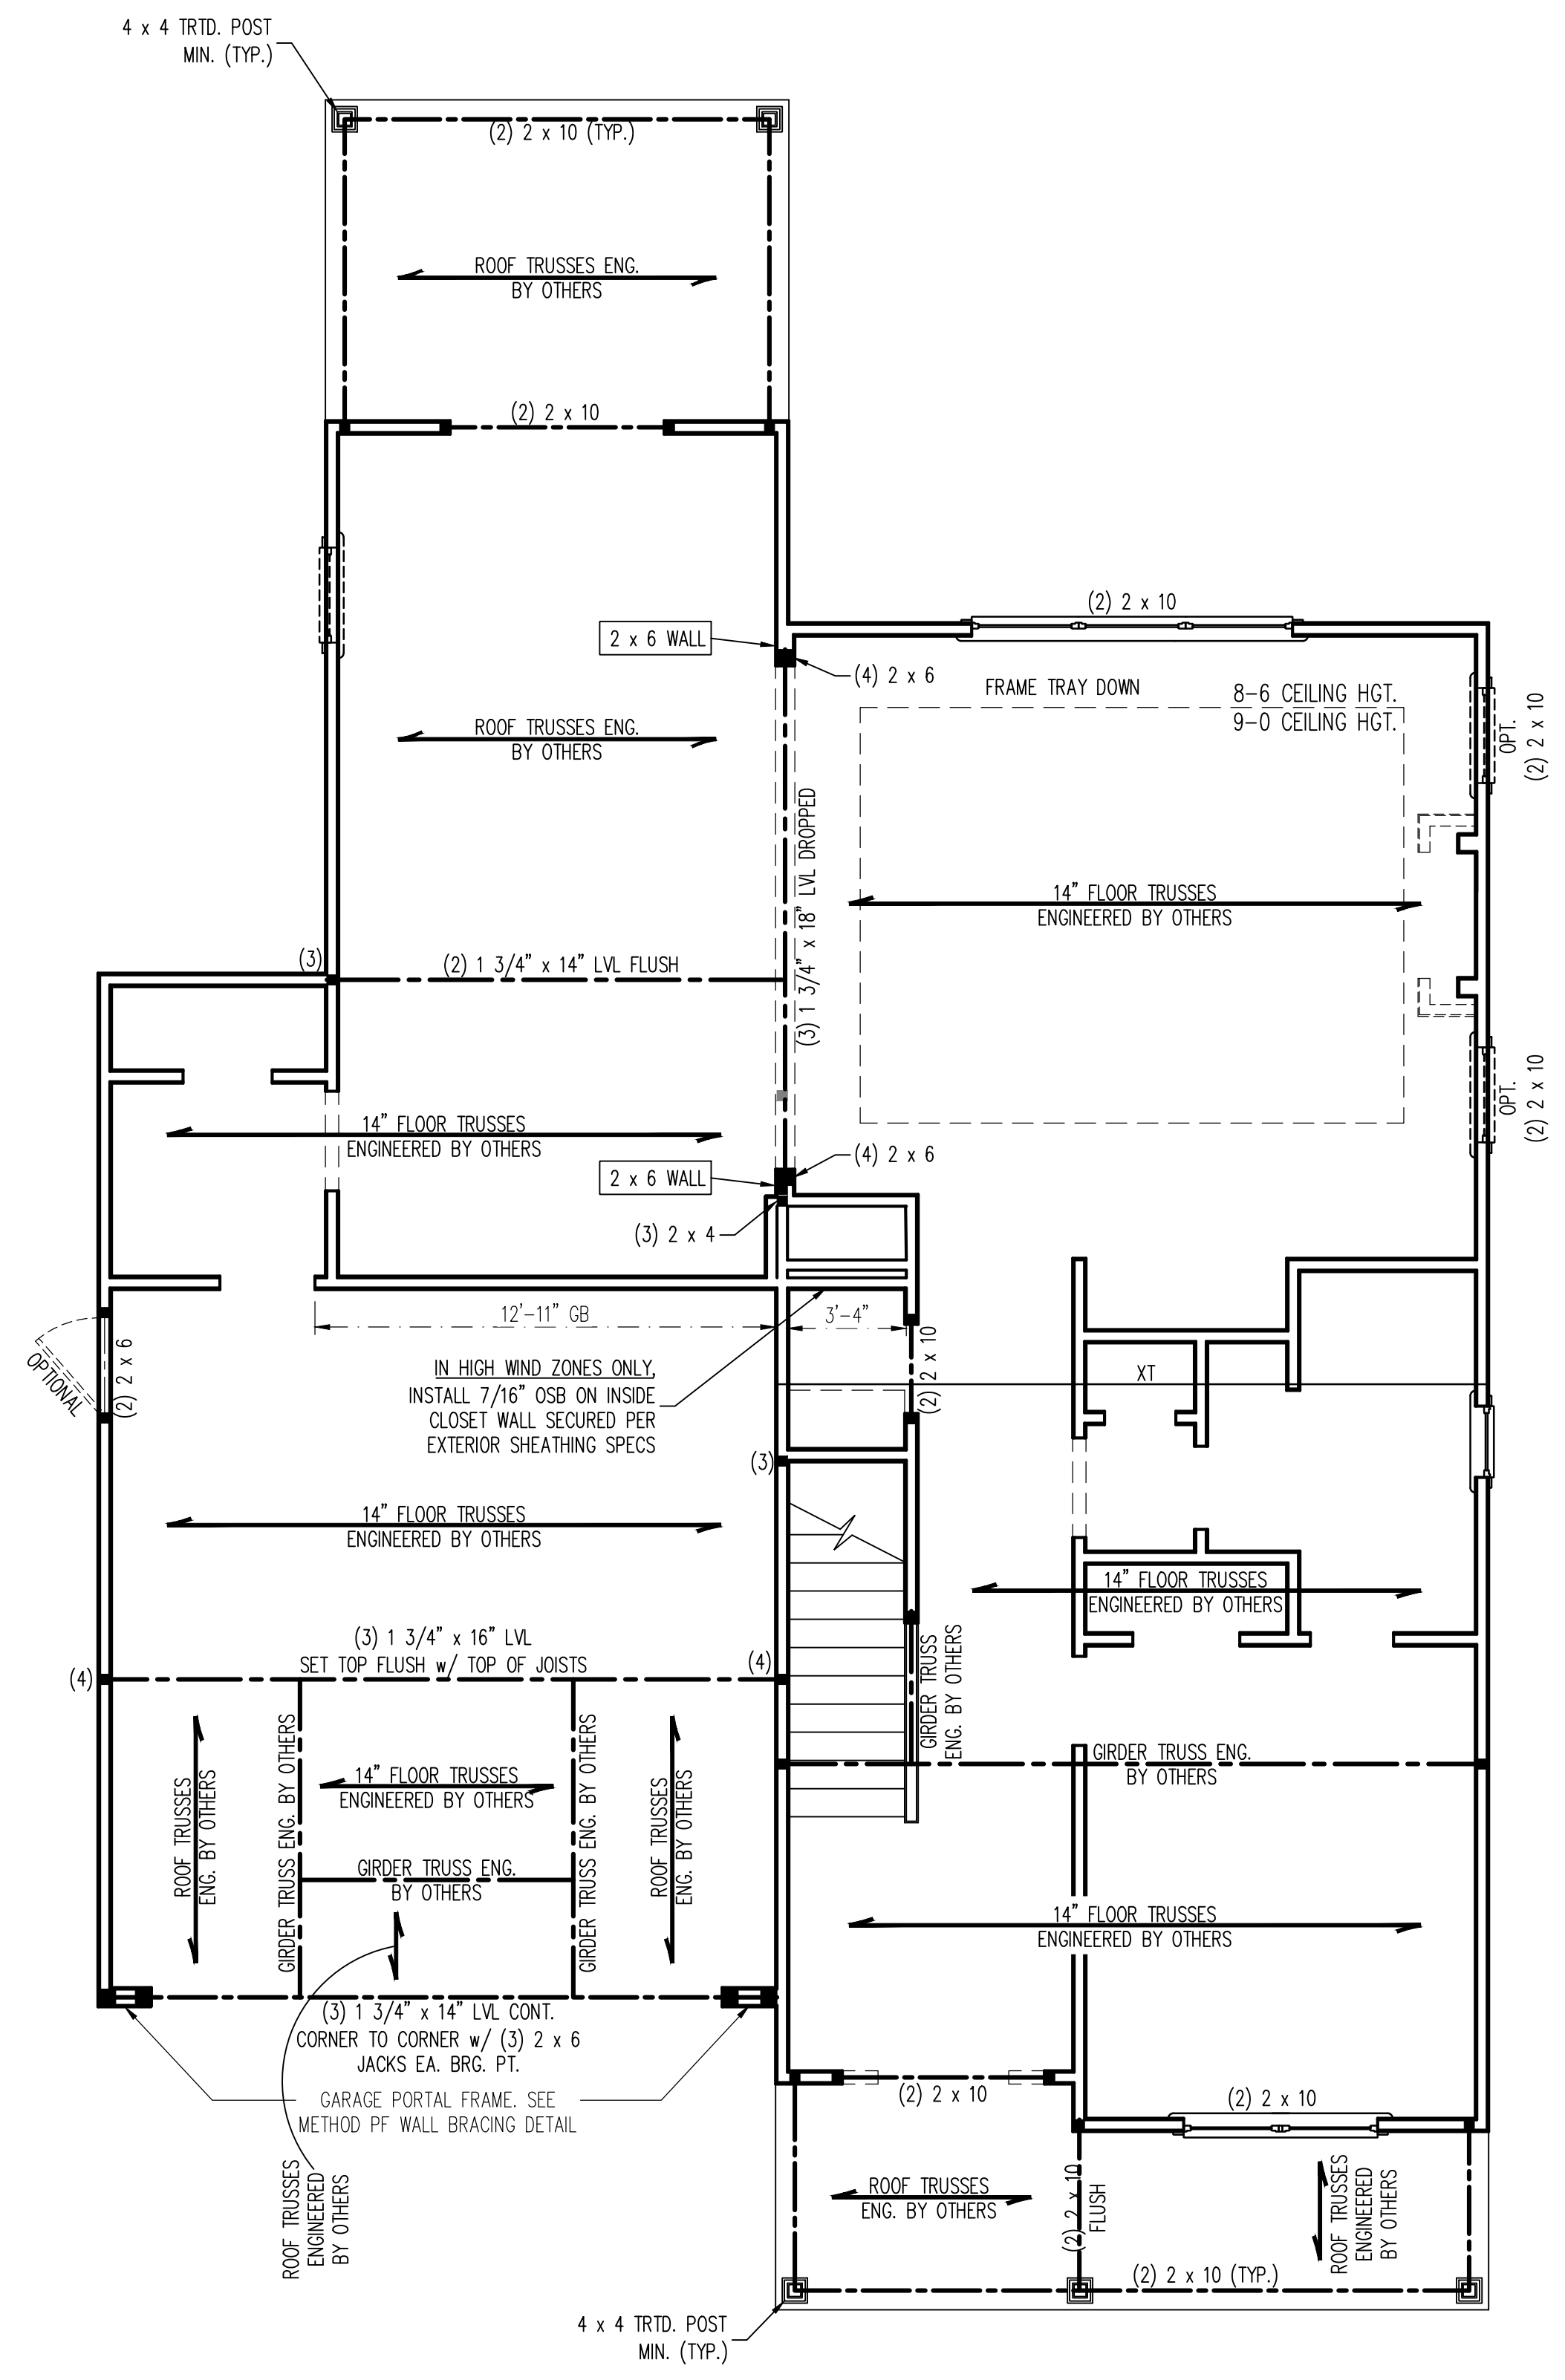 4 x 4 TRTD. POST
MIN. (TYP.)
(2) 2 x 10 (TYP.)
ROOF TRUSSES ENG.
BY OTHERS
(2) 2 x 10
(2) 2 x 10
2 x 6 WALL
(4) 2 x 6
FRAME TRAY DOWN
8-6 CEILING HGT.
9-0 CEILING HGT.
OPT.
(2) 2 x 10
ROOF TRUSSES ENG.
BY OTHERS
(3) 1 3/4" x 18" LVL DROPPED
14" FLOOR TRUSSES
ENGINEERED BY OTHERS
(3)
(2) 1 3/4" x 14" LVL FLUSH
OPT.
(2) 2 x 10
14" FLOOR TRUSSES
ENGINEERED BY OTHERS
(4) 2 x 6
2 x 6 WALL
(3) 2 x 4
12'-11" GB
3'-4"
OPTIONAL
(2) 2 x 6
IN HIGH WIND ZONES ONLY,
INSTALL 7/16" OSB ON INSIDE
CLOSET WALL SECURED PER
EXTERIOR SHEATHING SPECS
(2) 2 x 10
XT
(3)
14" FLOOR TRUSSES
ENGINEERED BY OTHERS
14" FLOOR TRUSSES
ENGINEERED BY OTHERS
(3) 1 3/4" x 16" LVL
SET TOP FLUSH w/ TOP OF JOISTS
(4)
(4)
GIRDER TRUSS
ENG. BY OTHERS
GIRDER TRUSS ENG.
BY OTHERS
ROOF TRUSSES
ENG. BY OTHERS
GIRDER TRUSS ENG. BY OTHERS
14" FLOOR TRUSSES
ENGINEERED BY OTHERS
GIRDER TRUSS ENG.
BY OTHERS
GIRDER TRUSS ENG. BY OTHERS
ROOF TRUSSES
ENG. BY OTHERS
14" FLOOR TRUSSES
ENGINEERED BY OTHERS
(3) 1 3/4" x 14" LVL CONT.
CORNER TO CORNER w/ (3) 2 x 6
JACKS EA. BRG. PT.
GARAGE PORTAL FRAME. SEE
METHOD PF WALL BRACING DETAIL
ROOF TRUSSES
ENGINEERED
BY OTHERS
(2) 2 x 10
(2) 2 x 10
ROOF TRUSSES
ENG. BY OTHERS
(2) 2 x 10
FLUSH
ROOF TRUSSES
ENGINEERED
BY OTHERS
(2) 2 x 10 (TYP.)
4 x 4 TRTD. POST
MIN. (TYP.)